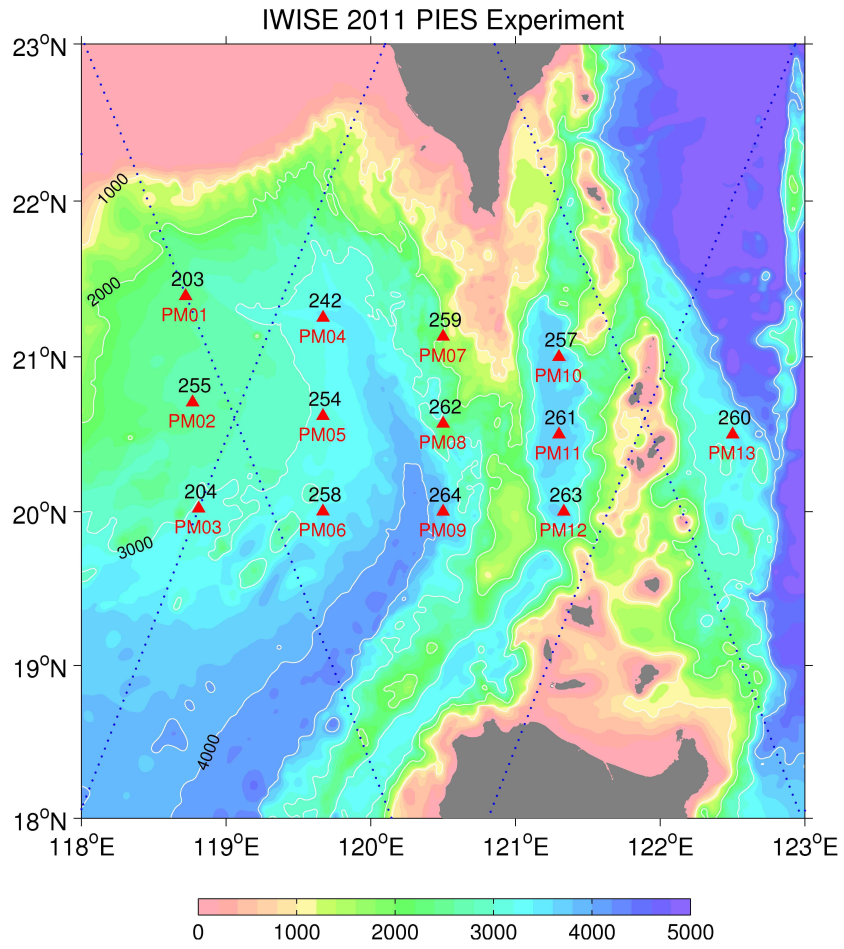 IWISE 2011 PIES Experiment
23°N
22°N
21°N
20°N
19°N
18°N
1000
2000
3000
4000
203
PM01
242
PM04
259
PM07
257
PM10
255
PM02
254
PM05
262
PM08
261
PM11
260
PM13
204
PM03
258
PM06
264
PM09
263
PM12
118°E 119°E 120°E 121°E 122°E 123°E
0 1000 2000 3000 4000 5000